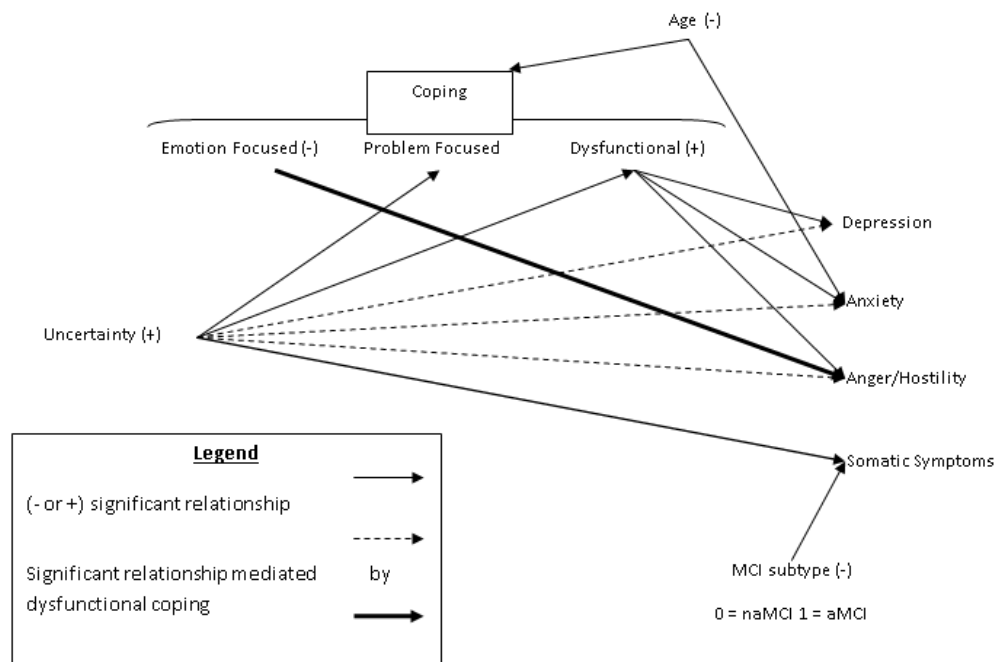 Age (-)
Coping
Emotion Focused (-) Problem Focused Dysfunctional (+)
Depression
Anxiety
Uncertainty (+)
Anger/Hostility
Somatic Symptoms
MCI subtype (-)
0 = naMCI 1 = aMCI
Legend
(- or +) significant relationship
Significant relationship mediated by
dysfunctional coping